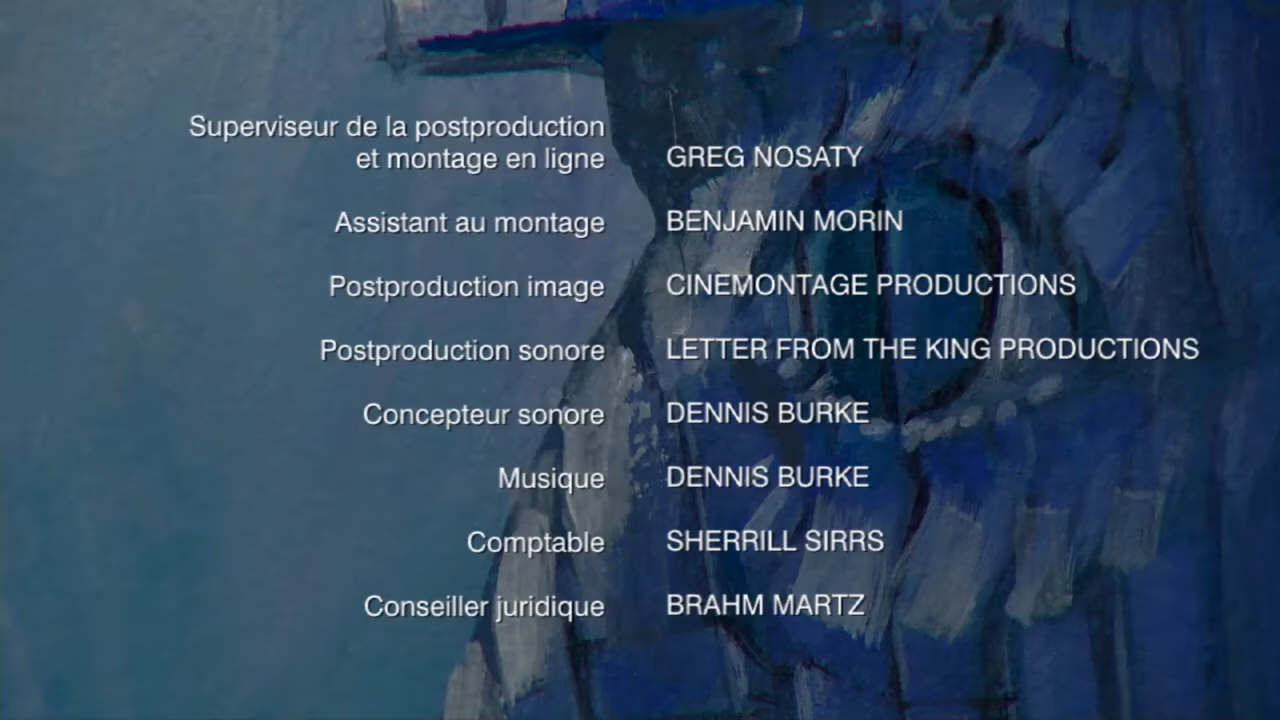 Superviseur de la postproduction
et montage en ligne GREG NOSATY
Assistant au montage BENJAMIN MORIN
Postproduction image CINEMONTAGE PRODUCTIONS
Postproduction sonore LETTER FROM THE KING PRODUCTIONS
Concepteur sonore DENNIS BURKE
Musique DENNIS BURKE
Comptable SHERRILL SIRRS
Conseiller juridique BRAHM MARTZ